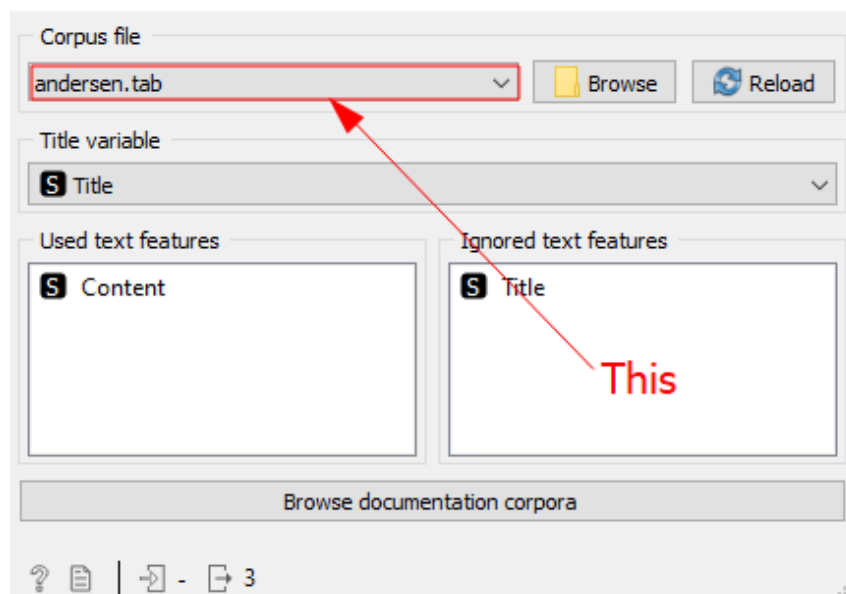 Corpus file
andersen.tab Browse Reload
Title variable
S Title
Used text features Ignored text features
S Content S Title
This
Browse documentation corpora
? - 3